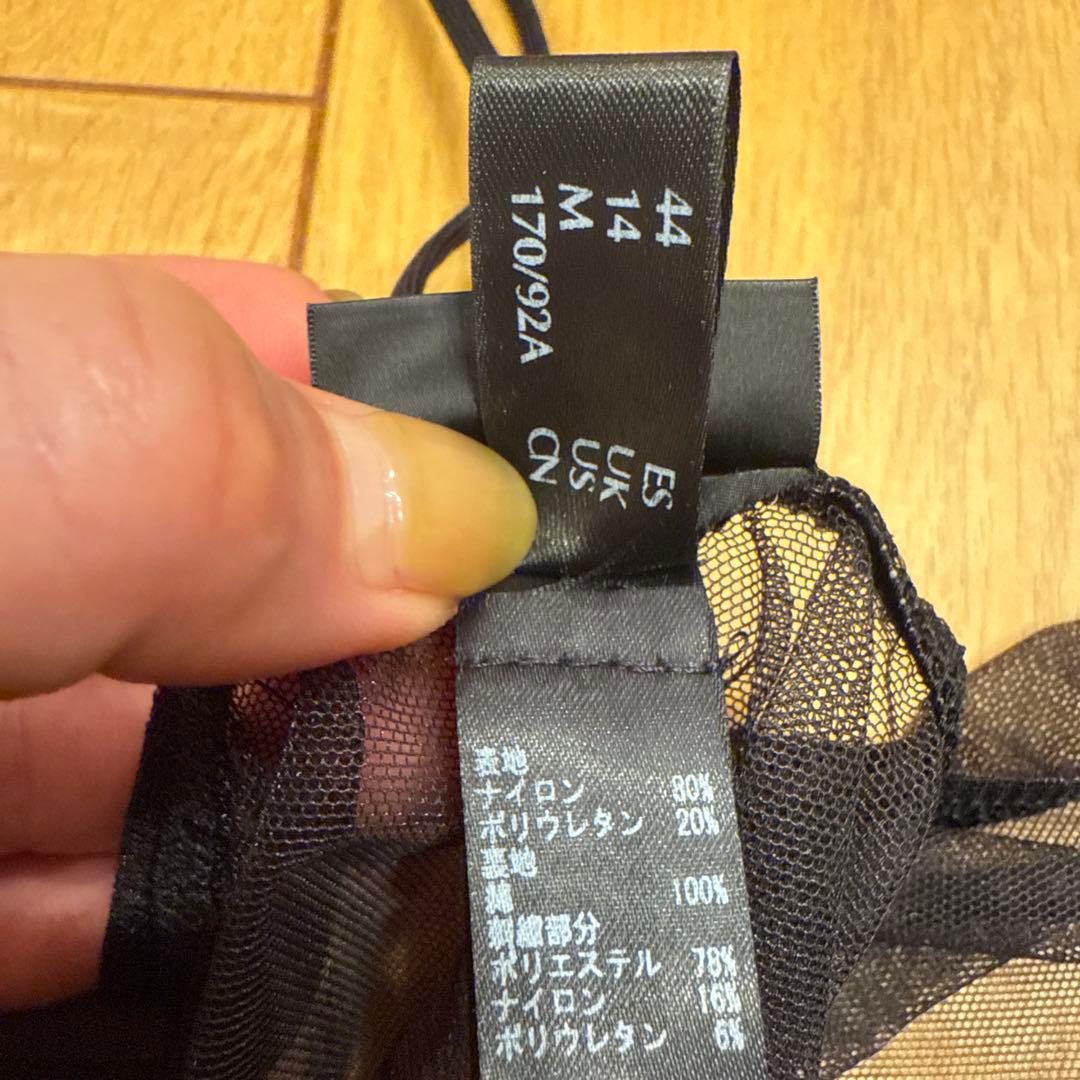 44 ES
14 UK
M US
170/92A CN
表地
ナイロン 80%
ポリウレタン 20%
裏地
綿 100%
刺繍部分
ポリエステル 78%
ナイロン 16%
ポリウレタン 6%